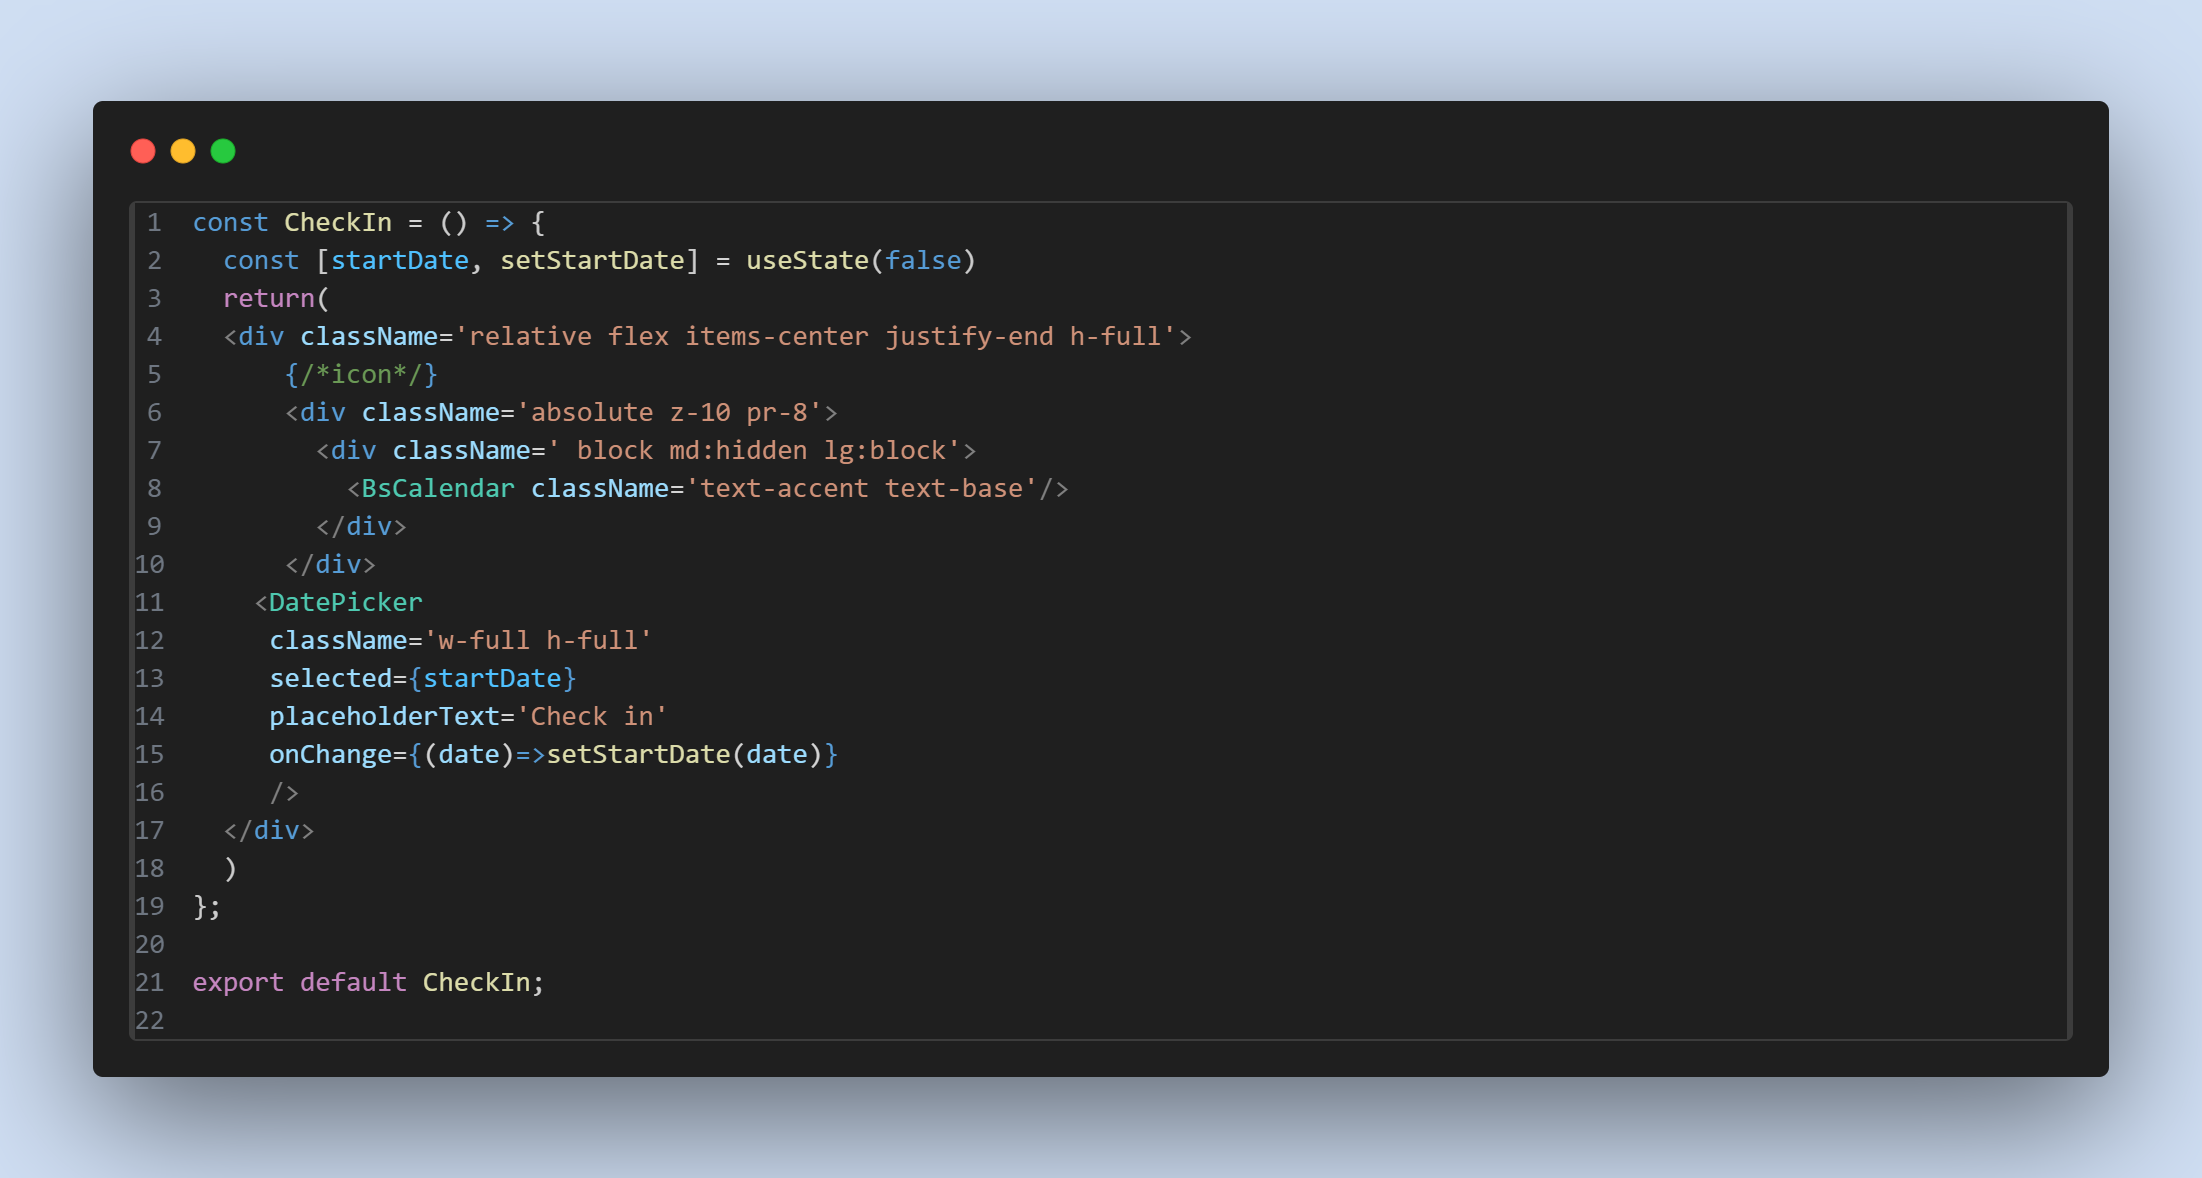 1 const CheckIn = () => {
2   const [startDate, setStartDate] = useState(false)
3   return(
4   <div className='relative flex items-center justify-end h-full'>
5       {/*icon*/}
6       <div className='absolute z-10 pr-8'>
7         <div className=' block md:hidden lg:block'>
8           <BsCalendar className='text-accent text-base'/>
9         </div>
10       </div>
11     <DatePicker
12      className='w-full h-full'
13      selected={startDate}
14      placeholderText='Check in'
15      onChange={(date)=>setStartDate(date)}
16      />
17   </div>
18   )
19 };
20
21 export default CheckIn;
22